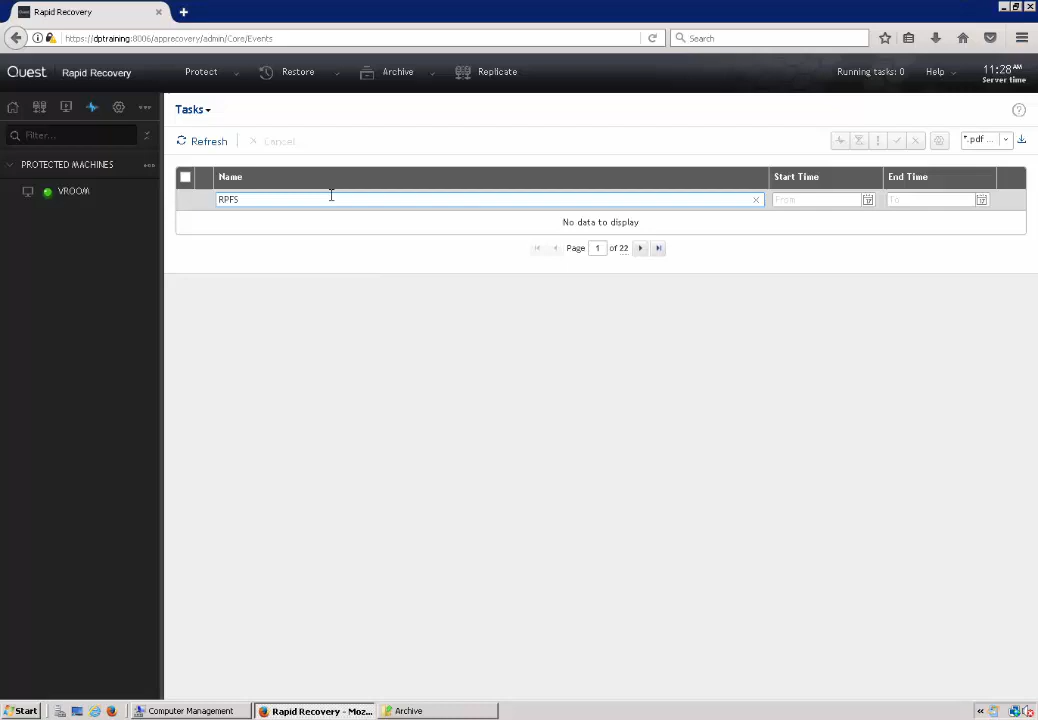 Rapid Recovery
https://dptraining:8006/apprecovery/admin/Core/Events
Search
Quest Rapid Recovery Protect Restore Archive Replicate Running tasks: 0 Help 11:28 AM Server time
Tasks
Filter...
Refresh Cancel *.pdf ...
PROTECTED MACHINES
Name Start Time End Time
VROOM
RPFS From To
No data to display
Page 1 of 22
Start Computer Management Rapid Recovery - Moz... Archive